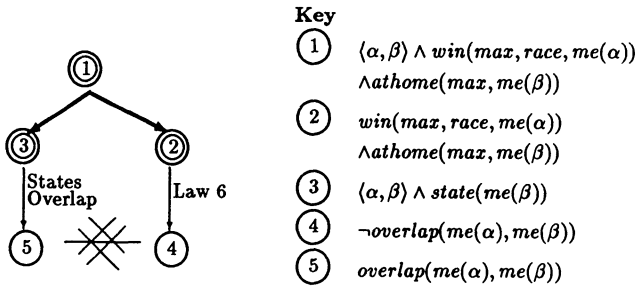 1
3
2
States
Overlap
Law 6
5
4
Key
1 ⟨α,β⟩ ∧ win(max, race, me(α))
∧athome(max, me(β))
2 win(max, race, me(α))
∧athome(max, me(β))
3 ⟨α,β⟩ ∧ state(me(β))
4 ¬overlap(me(α), me(β))
5 overlap(me(α), me(β))